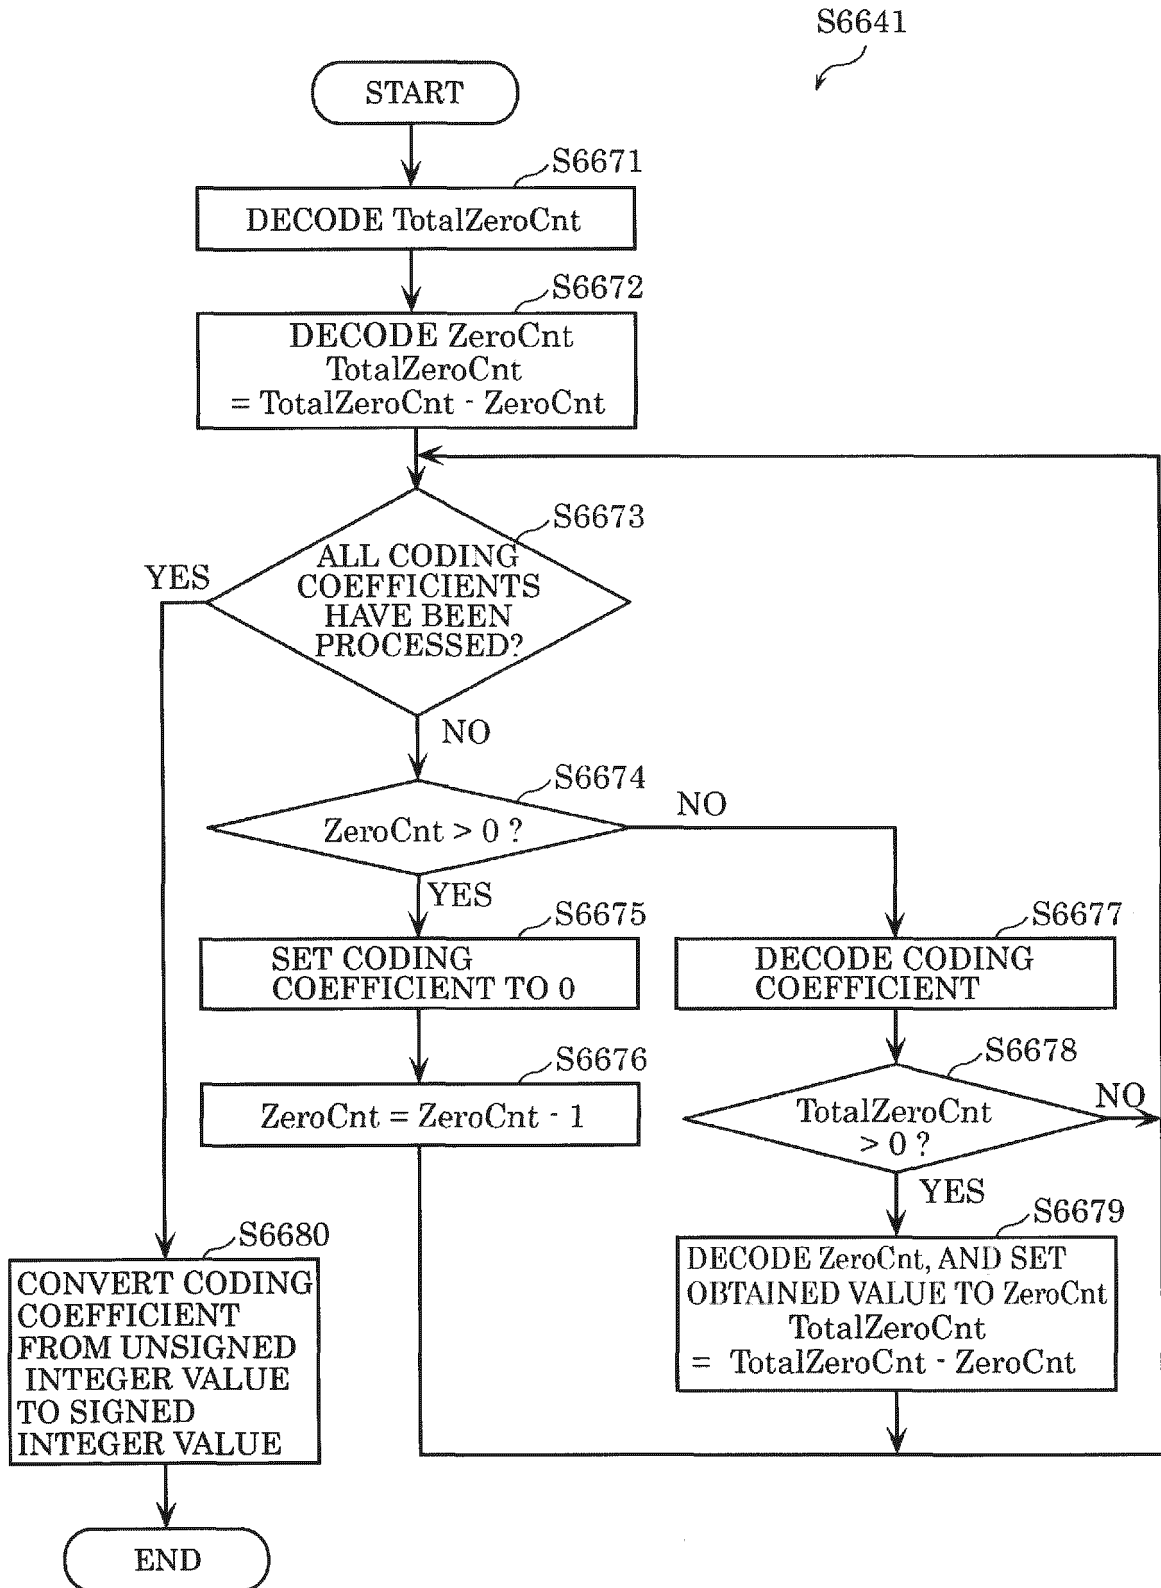 S6641
START
S6671
DECODE TotalZeroCnt
S6672
DECODE ZeroCnt
TotalZeroCnt
= TotalZeroCnt - ZeroCnt
S6673
ALL CODING
COEFFICIENTS
HAVE BEEN
PROCESSED?
YES
NO
S6674
ZeroCnt > 0 ?
NO
YES
S6675
SET CODING
COEFFICIENT TO 0
S6677
DECODE CODING
COEFFICIENT
S6676
ZeroCnt = ZeroCnt - 1
S6678
TotalZeroCnt
> 0 ?
NO
YES
S6679
DECODE ZeroCnt, AND SET
OBTAINED VALUE TO ZeroCnt
TotalZeroCnt
= TotalZeroCnt - ZeroCnt
S6680
CONVERT CODING
COEFFICIENT
FROM UNSIGNED
INTEGER VALUE
TO SIGNED
INTEGER VALUE
END